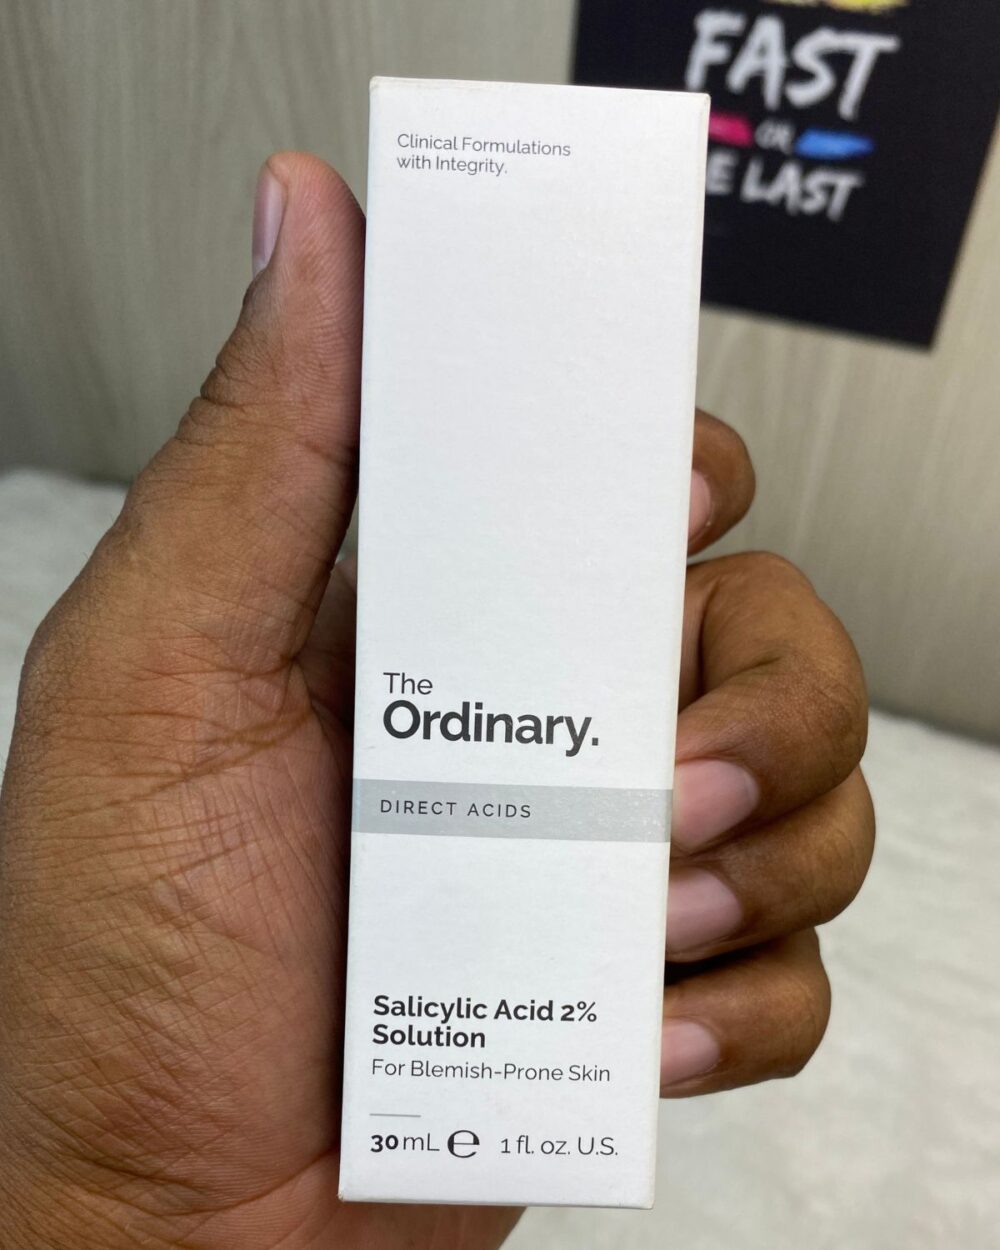 FAST
OR
E LAST
Clinical Formulations
with Integrity.
The
Ordinary.
DIRECT ACIDS
Salicylic Acid 2%
Solution
For Blemish-Prone Skin
30 mL ℮ 1 fl. oz. U.S.